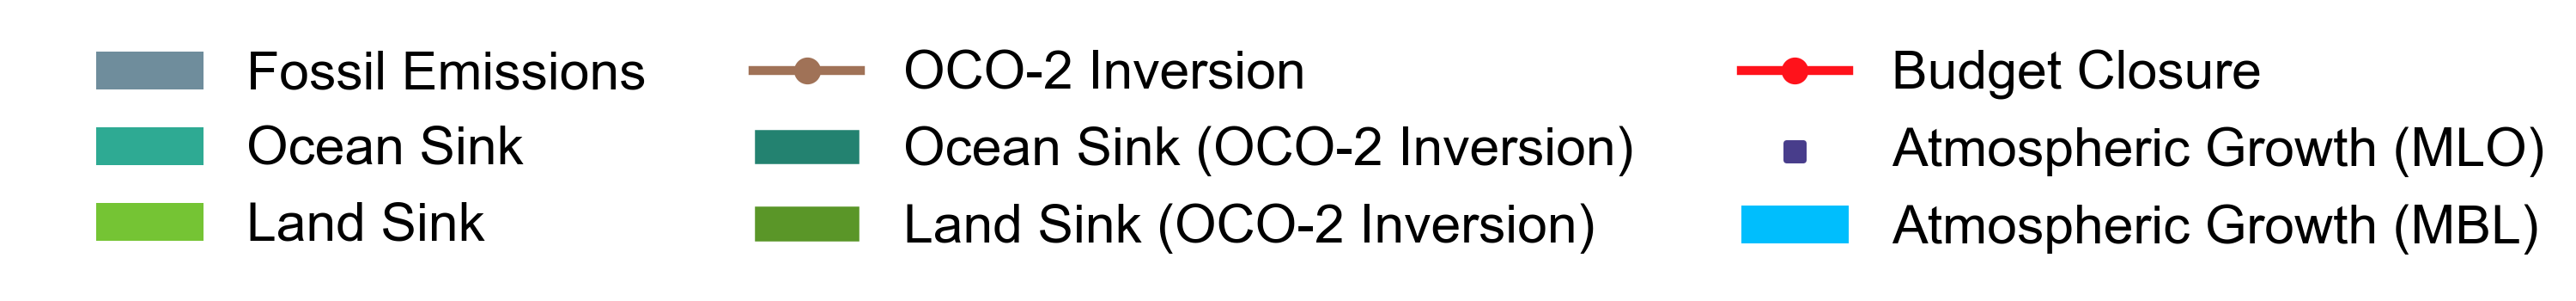 Fossil Emissions
Ocean Sink
Land Sink
OCO-2 Inversion
Ocean Sink (OCO-2 Inversion)
Land Sink (OCO-2 Inversion)
Budget Closure
Atmospheric Growth (MLO)
Atmospheric Growth (MBL)